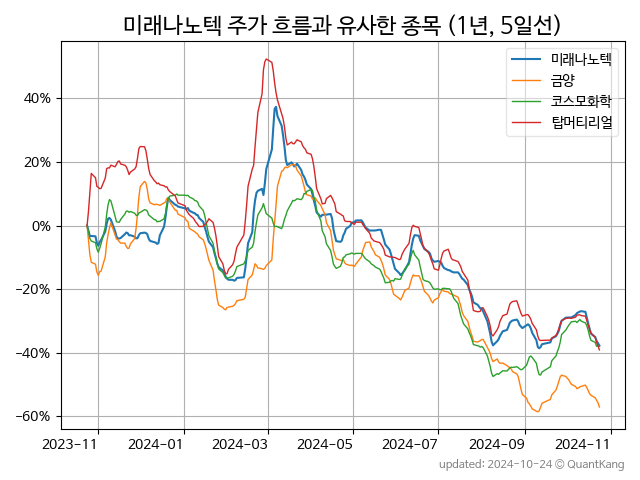 미래나노텍 주가 흐름과 유사한 종목 (1년, 5일선)
미래나노텍
금양
코스모화학
탑머티리얼
40%
20%
0%
−20%
−40%
−60%
2023−11
2024−01
2024−03
2024−05
2024−07
2024−09
2024−11
updated: 2024-10-24 © QuantKang